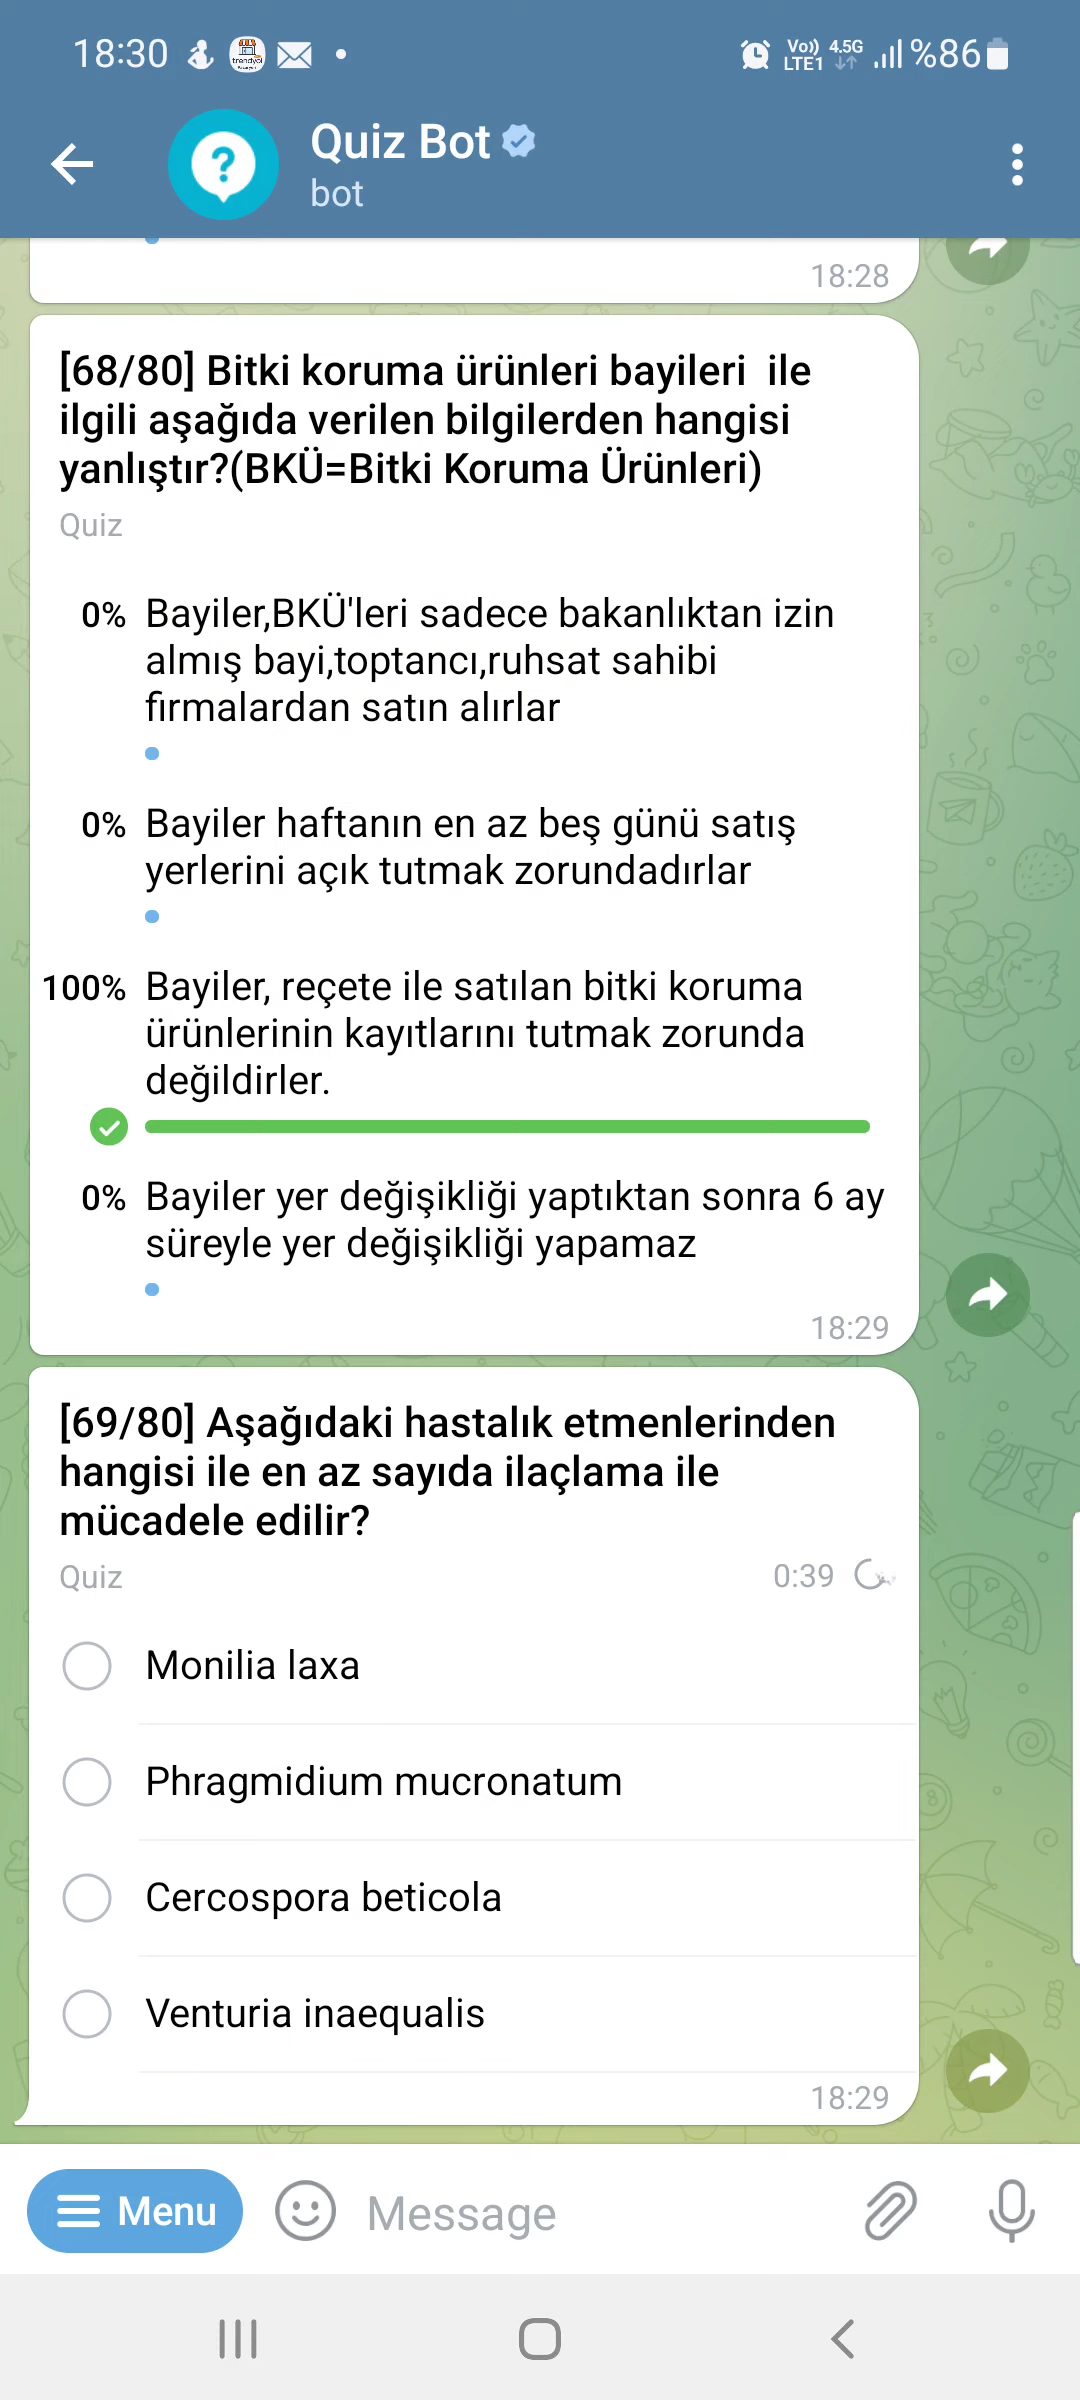 18:30
trendyol
Vo)) 4.5G
LTE1
%86
Quiz Bot
bot
18:28
[68/80] Bitki koruma ürünleri bayileri  ile
ilgili aşağıda verilen bilgilerden hangisi
yanlıştır?(BKÜ=Bitki Koruma Ürünleri)
Quiz
0% Bayiler,BKÜ'leri sadece bakanlıktan izin
almış bayi,toptancı,ruhsat sahibi
firmalardan satın alırlar
0% Bayiler haftanın en az beş günü satış
yerlerini açık tutmak zorundadırlar
100% Bayiler, reçete ile satılan bitki koruma
ürünlerinin kayıtlarını tutmak zorunda
değildirler.
0% Bayiler yer değişikliği yaptıktan sonra 6 ay
süreyle yer değişikliği yapamaz
18:29
[69/80] Aşağıdaki hastalık etmenlerinden
hangisi ile en az sayıda ilaçlama ile
mücadele edilir?
Quiz
0:39
Monilia laxa
Phragmidium mucronatum
Cercospora beticola
Venturia inaequalis
18:29
Menu
Message